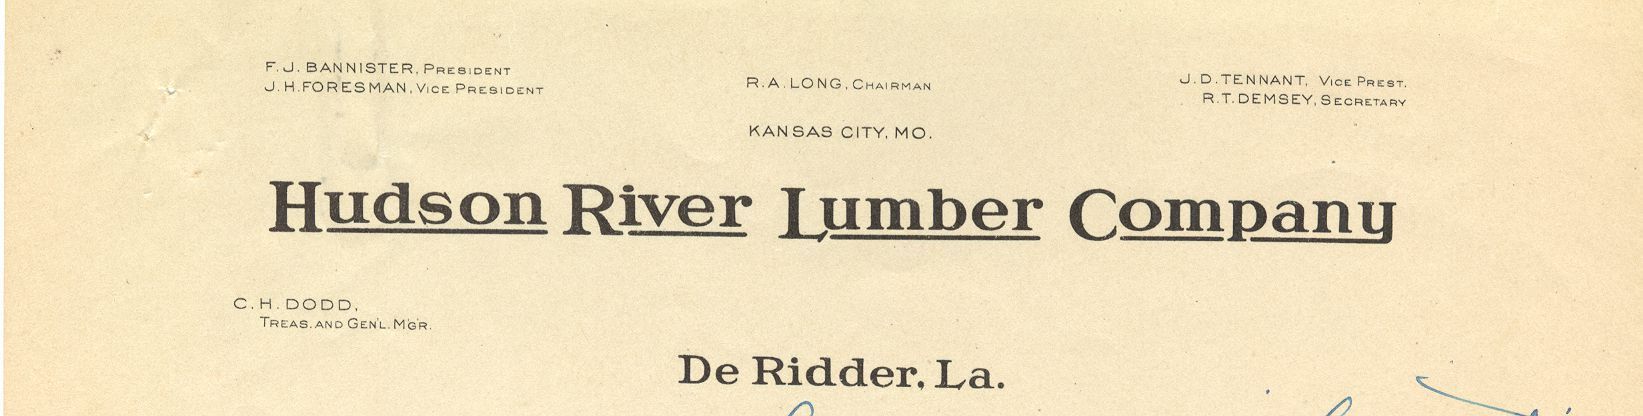 F. J. BANNISTER, PRESIDENT
J. H. FORESMAN, VICE PRESIDENT
R. A. LONG, CHAIRMAN
KANSAS CITY, MO.
J. D. TENNANT, VICE PREST.
R. T. DEMSEY, SECRETARY
Hudson River Lumber Company
C. H. DODD,
TREAS. AND GEN'L. M'G'R.
De Ridder, La.